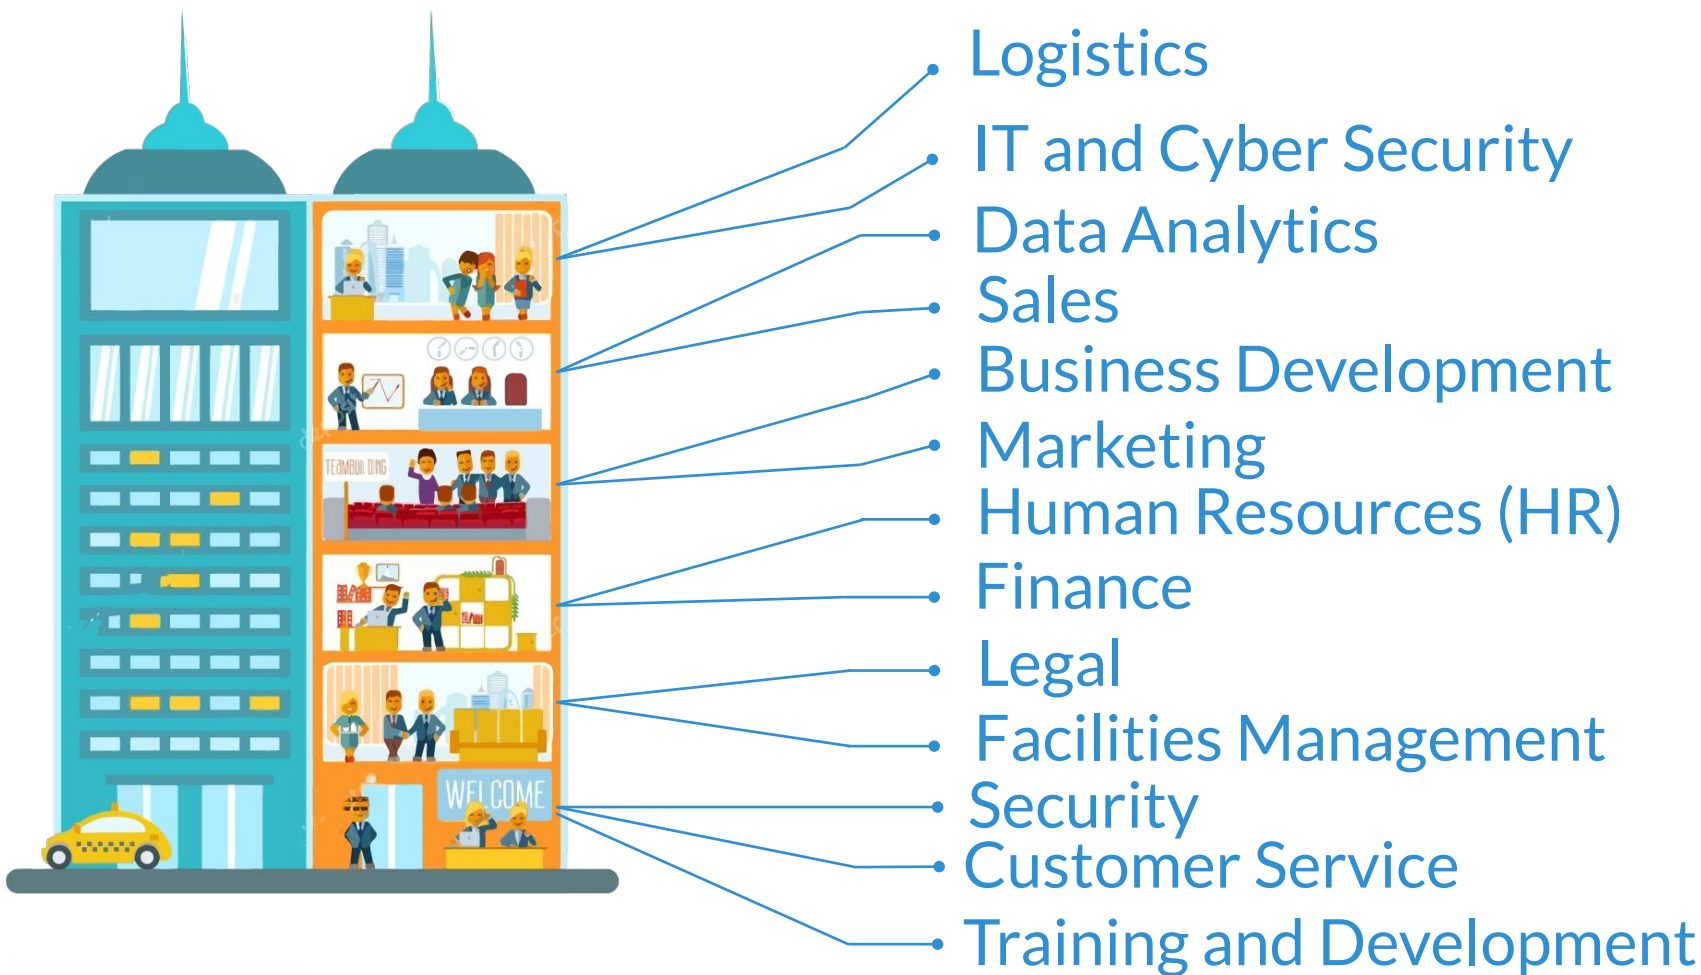 Logistics
IT and Cyber Security
Data Analytics
Sales
Business Development
Marketing
TEAMBUILDING
Human Resources (HR)
Finance
Legal
Facilities Management
WELCOME
Security
Customer Service
Training and Development